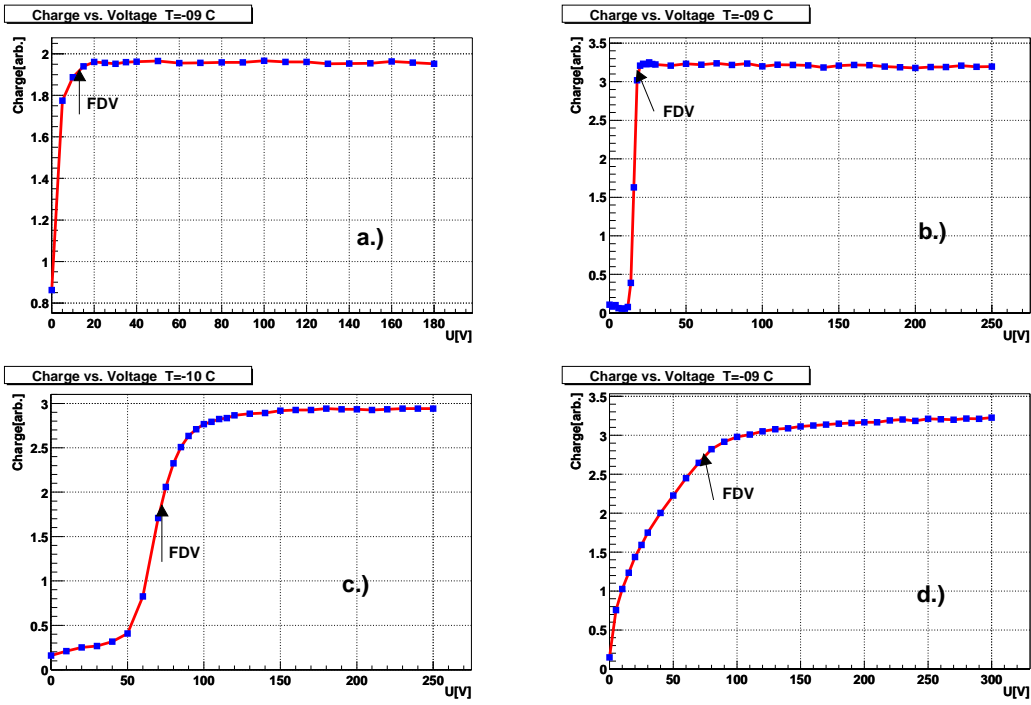 Charge vs. Voltage T=-09 C
Charge[arb.]
2
1.8
1.6
1.4
1.2
1
0.8
FDV
a.)
0 20 40 60 80 100 120 140 160 180
U[V]
Charge vs. Voltage T=-09 C
Charge[arb.]
3.5
3
2.5
2
1.5
1
0.5
0
FDV
b.)
0 50 100 150 200 250
U[V]
Charge vs. Voltage T=-10 C
Charge[arb.]
3
2.5
2
1.5
1
0.5
0
FDV
c.)
0 50 100 150 200 250
U[V]
Charge vs. Voltage T=-09 C
Charge[arb.]
3.5
3
2.5
2
1.5
1
0.5
0
FDV
d.)
0 50 100 150 200 250 300
U[V]